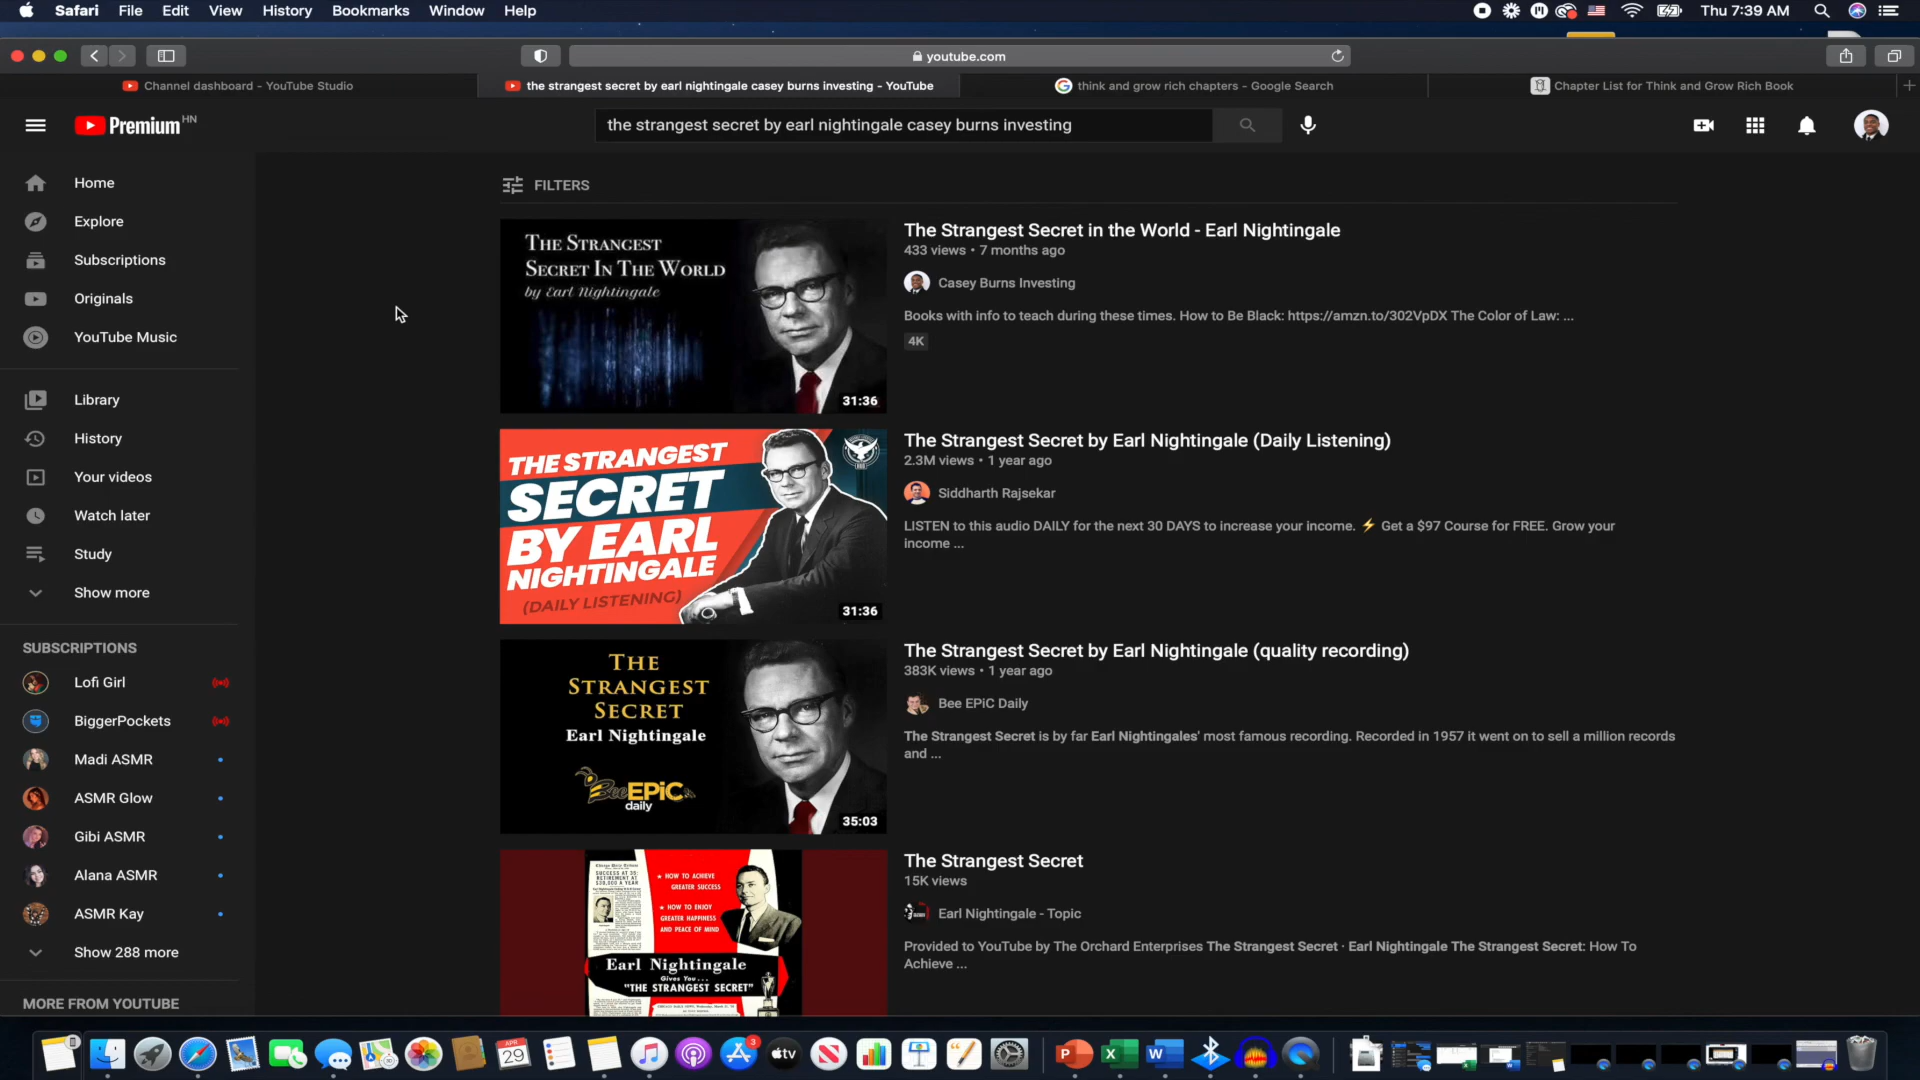 Safari File Edit View History Bookmarks Window Help
Thu 7:39 AM
youtube.com
Channel dashboard - YouTube Studio
the strangest secret by earl nightingale casey burns investing - YouTube
think and grow rich chapters - Google Search
Chapter List for Think and Grow Rich Book
Premium HN
the strangest secret by earl nightingale casey burns investing
Home
Explore
Subscriptions
Originals
YouTube Music
Library
History
Your videos
Watch later
Study
Show more
SUBSCRIPTIONS
Lofi Girl
BiggerPockets
Madi ASMR
ASMR Glow
Gibi ASMR
Alana ASMR
ASMR Kay
Show 288 more
MORE FROM YOUTUBE
FILTERS
THE STRANGEST
SECRET IN THE WORLD
by Earl Nightingale
31:36
The Strangest Secret in the World - Earl Nightingale
433 views • 7 months ago
Casey Burns Investing
Books with info to teach during these times. How to Be Black: https://amzn.to/302VpDX The Color of Law: ...
4K
THE STRANGEST
SECRET
BY EARL
NIGHTINGALE
(DAILY LISTENING)
31:36
The Strangest Secret by Earl Nightingale (Daily Listening)
2.3M views • 1 year ago
Siddharth Rajsekar
LISTEN to this audio DAILY for the next 30 DAYS to increase your income. ⚡ Get a $97 Course for FREE. Grow your
income ...
THE
STRANGEST
SECRET
Earl Nightingale
BeeEPiC
daily
35:03
The Strangest Secret by Earl Nightingale (quality recording)
383K views • 1 year ago
Bee EPiC Daily
The Strangest Secret is by far Earl Nightingales' most famous recording. Recorded in 1957 it went on to sell a million records
and ...
SUCCESS AT 35:
RETIREMENT AT
$30,000 A YEAR
★ HOW TO ACHIEVE
GREATER SUCCESS
★ HOW TO ENJOY
GREATER HAPPINESS
AND PEACE OF MIND
Earl Nightingale
Gives You...
"THE STRANGEST SECRET"
The Strangest Secret
15K views
Earl Nightingale - Topic
Provided to YouTube by The Orchard Enterprises The Strangest Secret · Earl Nightingale The Strangest Secret: How To
Achieve ...
APR
29
tv
3